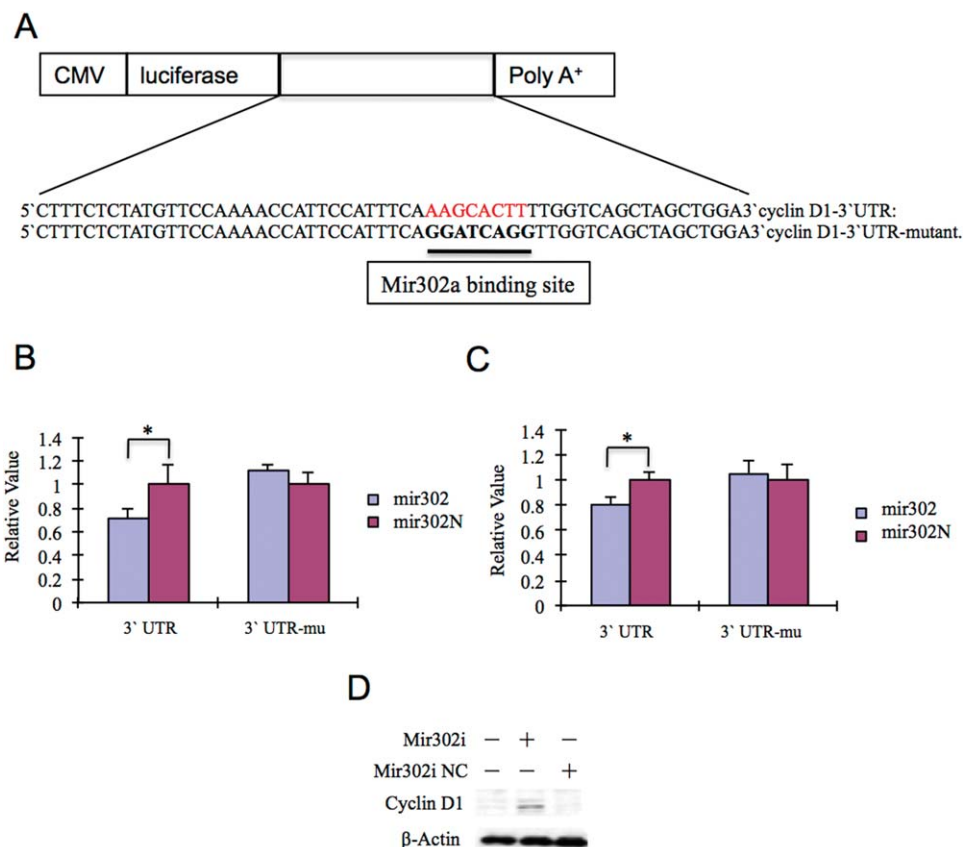 A
CMV luciferase Poly A⁺
5`CTTTCTCTATGTTCCAAAACCATTCCATTTCAAAGCACTTTTGGTCAGCTAGCTGGA3`cyclin D1-3`UTR:
5`CTTTCTCTATGTTCCAAAACCATTCCATTTCAGGATCAGGTTGGTCAGCTAGCTGGA3`cyclin D1-3`UTR-mutant.
Mir302a binding site
B
Relative Value
1.4
1.2
1
0.8
0.6
0.4
0.2
0
*
3` UTR 3` UTR-mu
mir302
mir302N
C
Relative Value
1.4
1.2
1
0.8
0.6
0.4
0.2
0
*
3` UTR 3` UTR-mu
mir302
mir302N
D
Mir302i − + −
Mir302i NC − − +
Cyclin D1
β-Actin